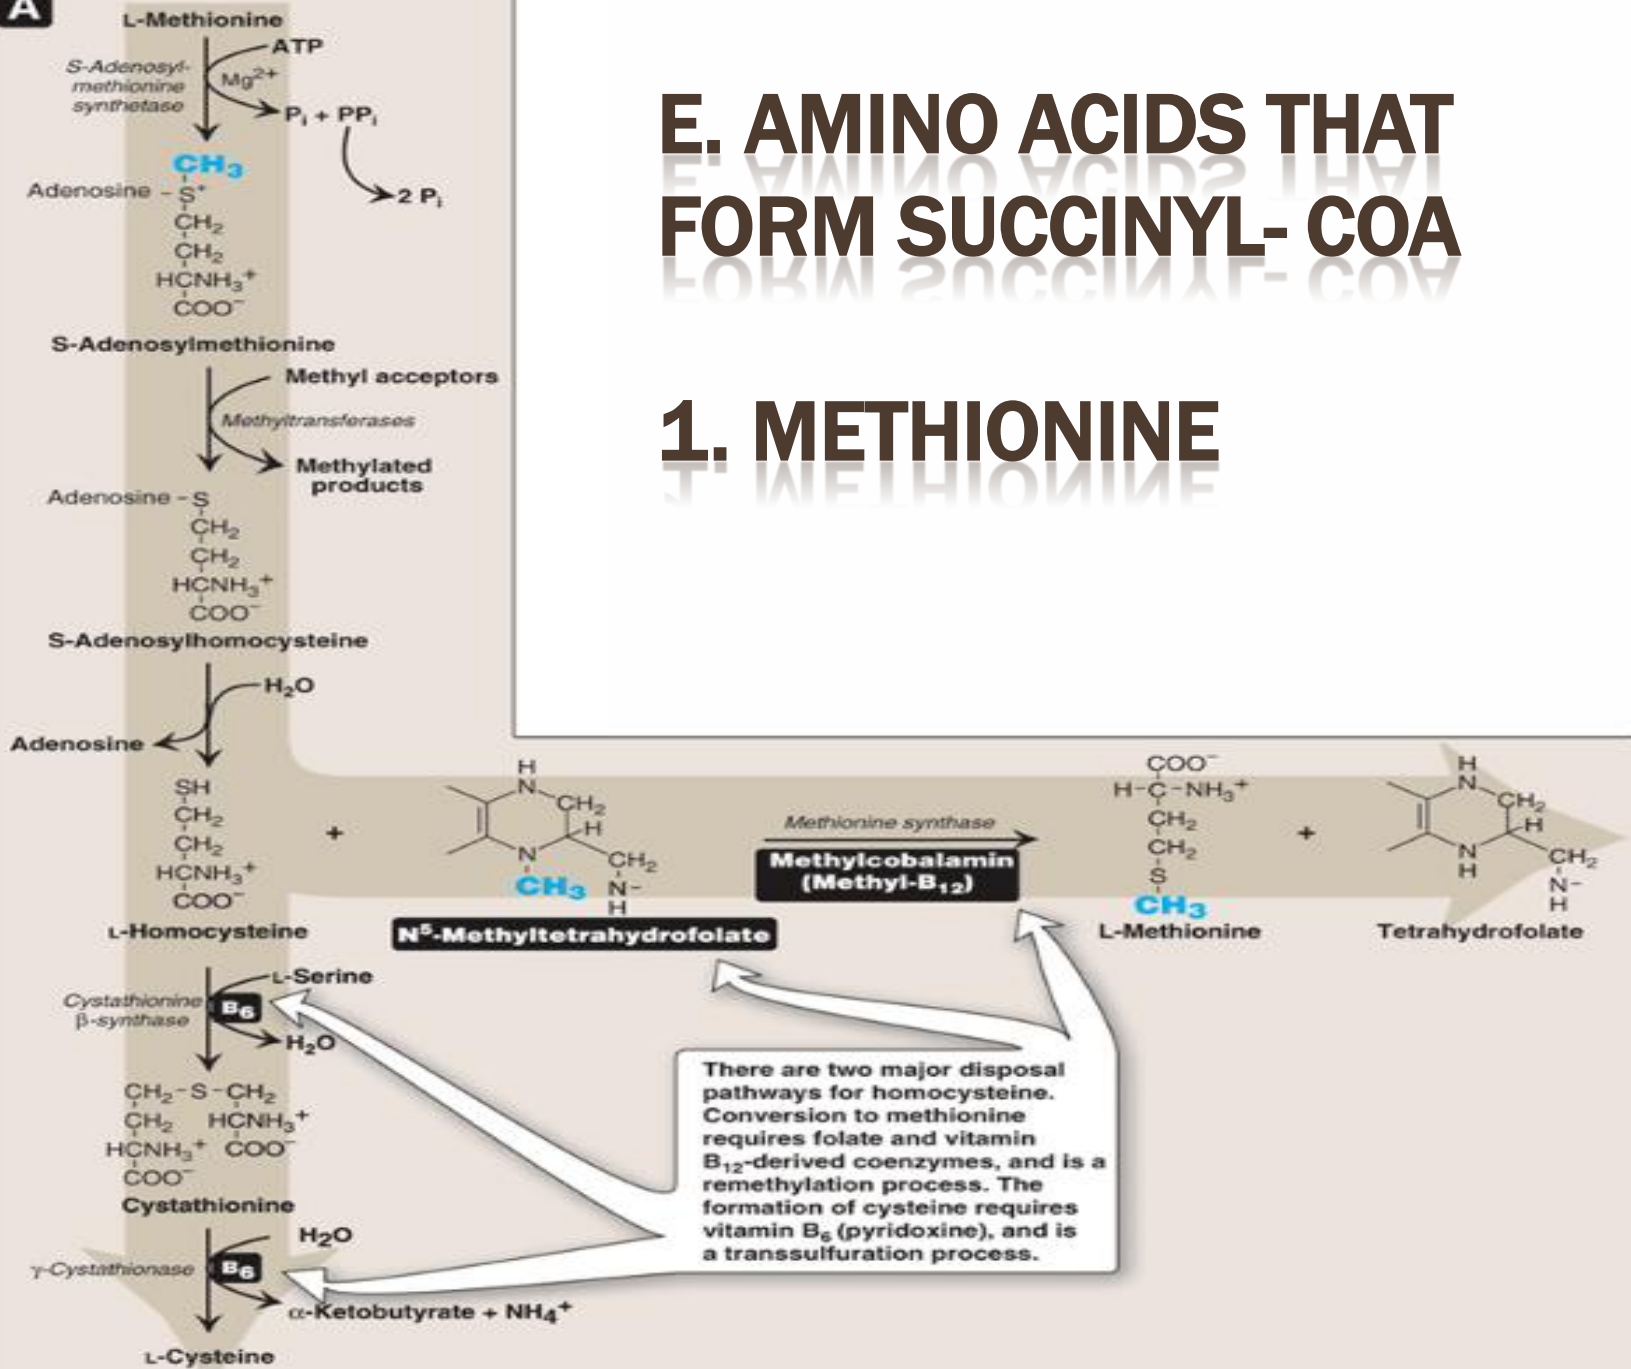 A
E. AMINO ACIDS THAT
FORM SUCCINYL- COA
1. METHIONINE
L-Methionine
ATP
S-Adenosyl-
methionine
synthetase
Mg2+
Pi + PPi
2 Pi
CH3
Adenosine - S+
CH2
CH2
HCNH3+
COO-
S-Adenosylmethionine
Methyl acceptors
Methyltransferases
Methylated
products
Adenosine - S
CH2
CH2
HCNH3+
COO-
S-Adenosylhomocysteine
H2O
Adenosine
SH
CH2
CH2
HCNH3+
COO-
L-Homocysteine
+
H
N
CH2
H
N
CH2
CH3
N-
H
N5-Methyltetrahydrofolate
Methionine synthase
Methylcobalamin
(Methyl-B12)
COO-
H-C-NH3+
CH2
CH2
S
CH3
L-Methionine
+
H
N
CH2
H
N
H
CH2
N-
H
Tetrahydrofolate
L-Serine
Cystathionine
β-synthase
B6
H2O
CH2-S-CH2
CH2 HCNH3+
HCNH3+ COO-
COO-
Cystathionine
H2O
γ-Cystathionase
B6
α-Ketobutyrate + NH4+
L-Cysteine
There are two major disposal
pathways for homocysteine.
Conversion to methionine
requires folate and vitamin
B12-derived coenzymes, and is a
remethylation process. The
formation of cysteine requires
vitamin B6 (pyridoxine), and is
a transsulfuration process.